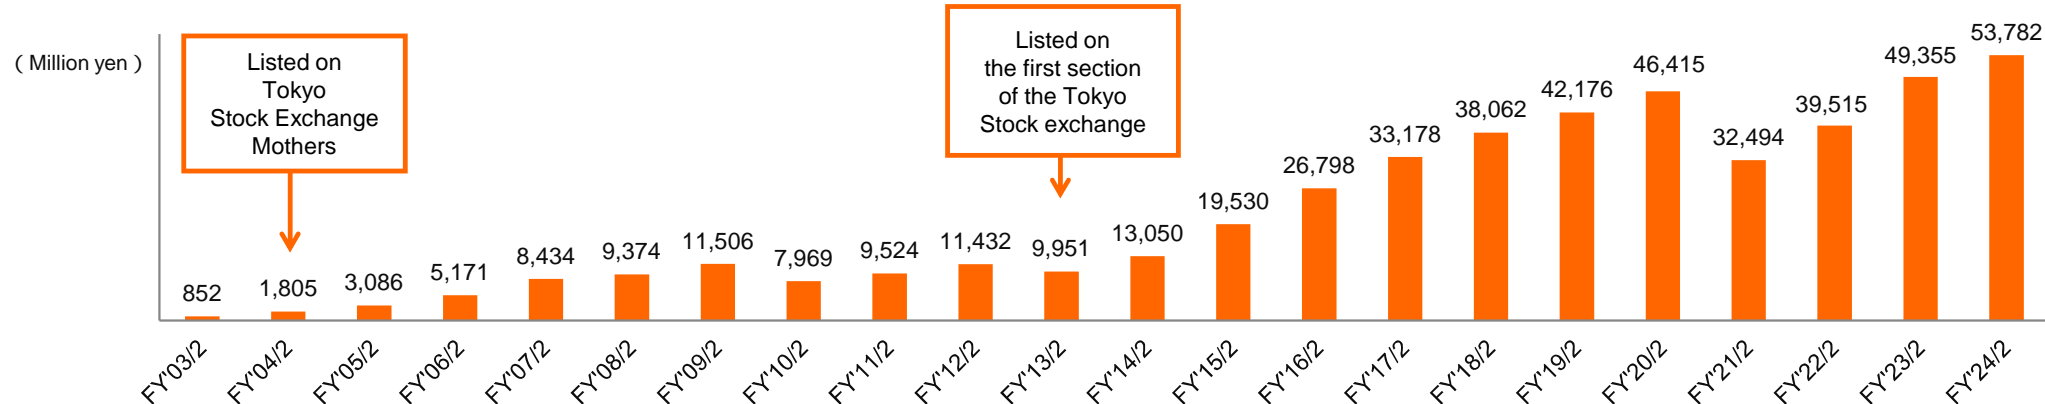 ( Million yen )
Listed on
Tokyo
Stock Exchange
Mothers
Listed on
the first section
of the Tokyo
Stock exchange
852
1,805
3,086
5,171
8,434
9,374
11,506
7,969
9,524
11,432
9,951
13,050
19,530
26,798
33,178
38,062
42,176
46,415
32,494
39,515
49,355
53,782
FY'03/2
FY'04/2
FY'05/2
FY'06/2
FY'07/2
FY'08/2
FY'09/2
FY'10/2
FY'11/2
FY'12/2
FY'13/2
FY'14/2
FY'15/2
FY'16/2
FY'17/2
FY'18/2
FY'19/2
FY'20/2
FY'21/2
FY'22/2
FY'23/2
FY'24/2